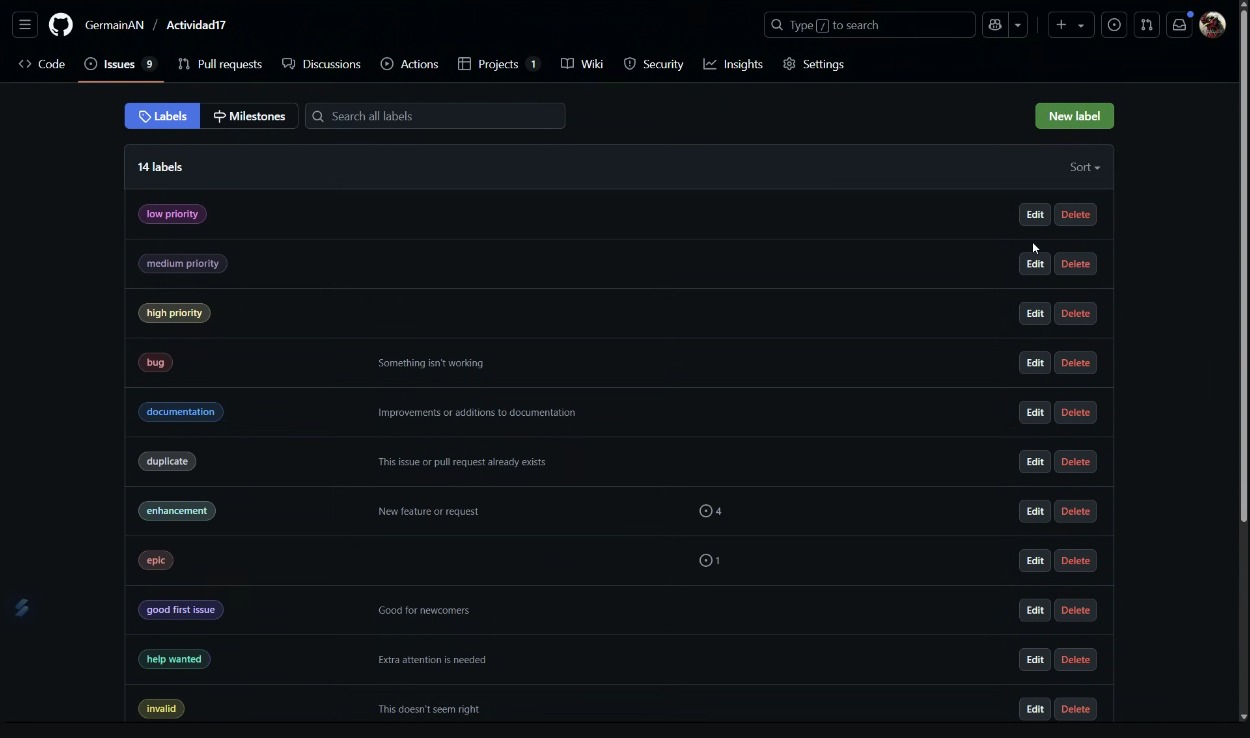 GermainAN / Actividad17
Type / to search
Code
Issues 9
Pull requests
Discussions
Actions
Projects 1
Wiki
Security
Insights
Settings
Labels
Milestones
Search all labels
New label
14 labels
Sort
low priority Edit Delete
medium priority Edit Delete
high priority Edit Delete
bug Something isn't working Edit Delete
documentation Improvements or additions to documentation Edit Delete
duplicate This issue or pull request already exists Edit Delete
enhancement New feature or request 4 Edit Delete
epic 1 Edit Delete
good first issue Good for newcomers Edit Delete
help wanted Extra attention is needed Edit Delete
invalid This doesn't seem right Edit Delete